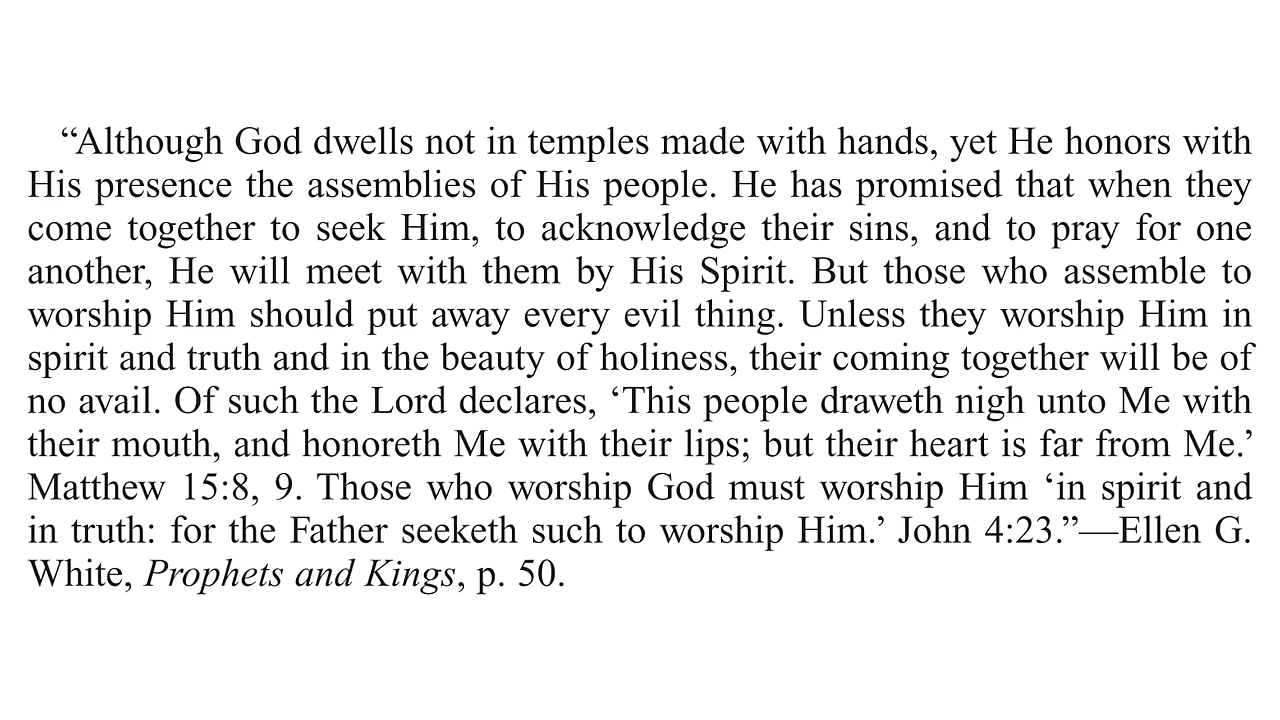 “Although God dwells not in temples made with hands, yet He honors with
His presence the assemblies of His people. He has promised that when they
come together to seek Him, to acknowledge their sins, and to pray for one
another, He will meet with them by His Spirit. But those who assemble to
worship Him should put away every evil thing. Unless they worship Him in
spirit and truth and in the beauty of holiness, their coming together will be of
no avail. Of such the Lord declares, ‘This people draweth nigh unto Me with
their mouth, and honoreth Me with their lips; but their heart is far from Me.’
Matthew 15:8, 9. Those who worship God must worship Him ‘in spirit and
in truth: for the Father seeketh such to worship Him.’ John 4:23.”—Ellen G.
White, Prophets and Kings, p. 50.